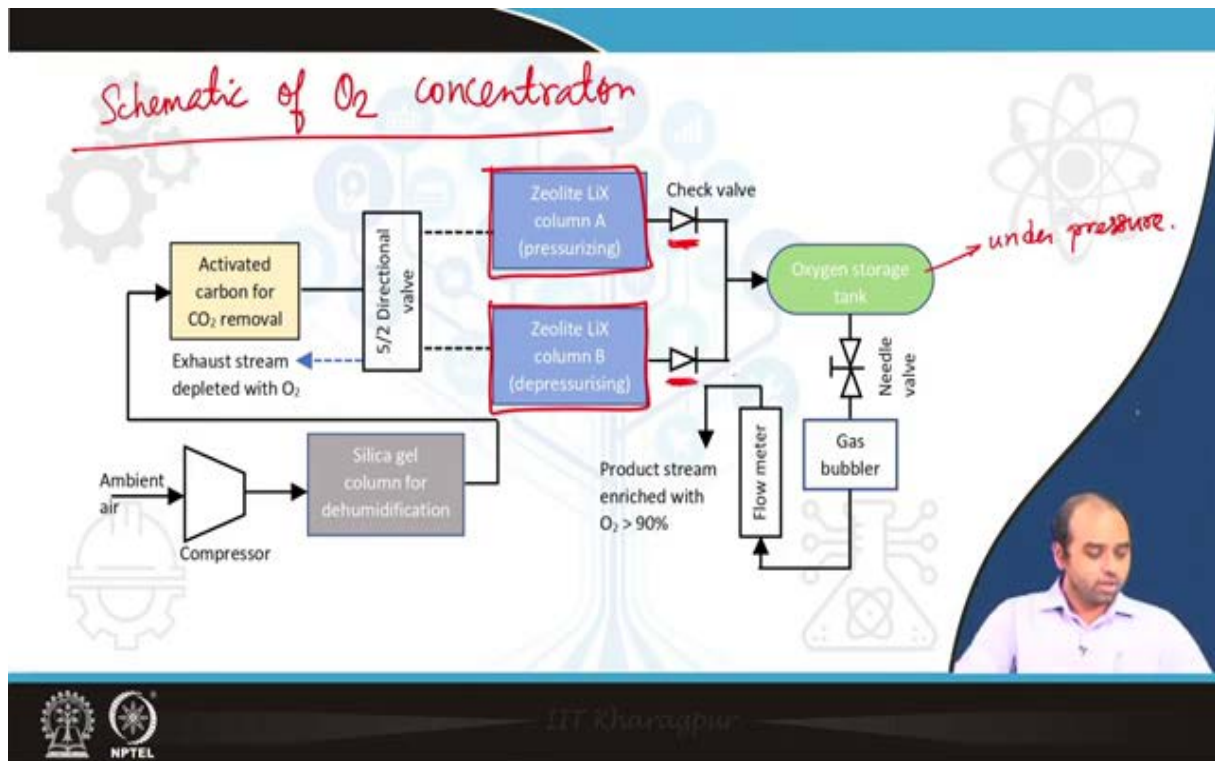 Schematic of O2 concentraton
Zeolite LiX
column A
(pressurizing)
Check valve
under pressure.
Activated
carbon for
CO2 removal
5/2 Directional
valve
Oxygen storage
tank
Exhaust stream
depleted with O2
Zeolite LiX
column B
(depressurising)
Needle
valve
Ambient
air
Compressor
Silica gel
column for
dehumidification
Product stream
enriched with
O2 > 90%
Flow meter
Gas
bubbler
NPTEL
IIT Kharagpur